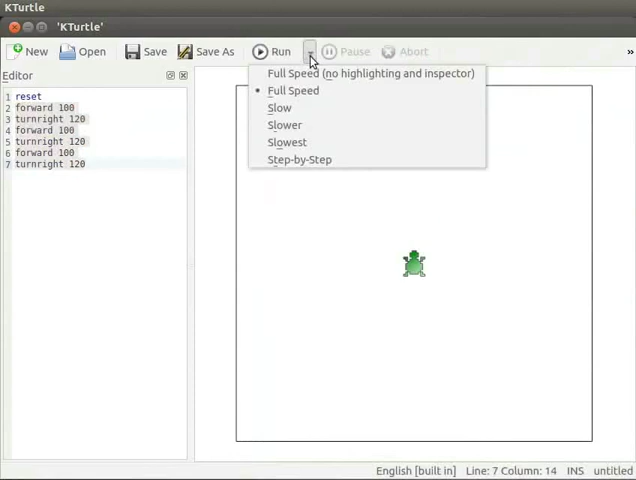 KTurtle
'KTurtle'
New Open Save Save As Run Pause Abort »
Editor
Full Speed (no highlighting and inspector)
• Full Speed
Slow
Slower
Slowest
Step-by-Step
1 reset
2 forward 100
3 turnright 120
4 forward 100
5 turnright 120
6 forward 100
7 turnright 120
English [built in] Line: 7 Column: 14 INS untitled